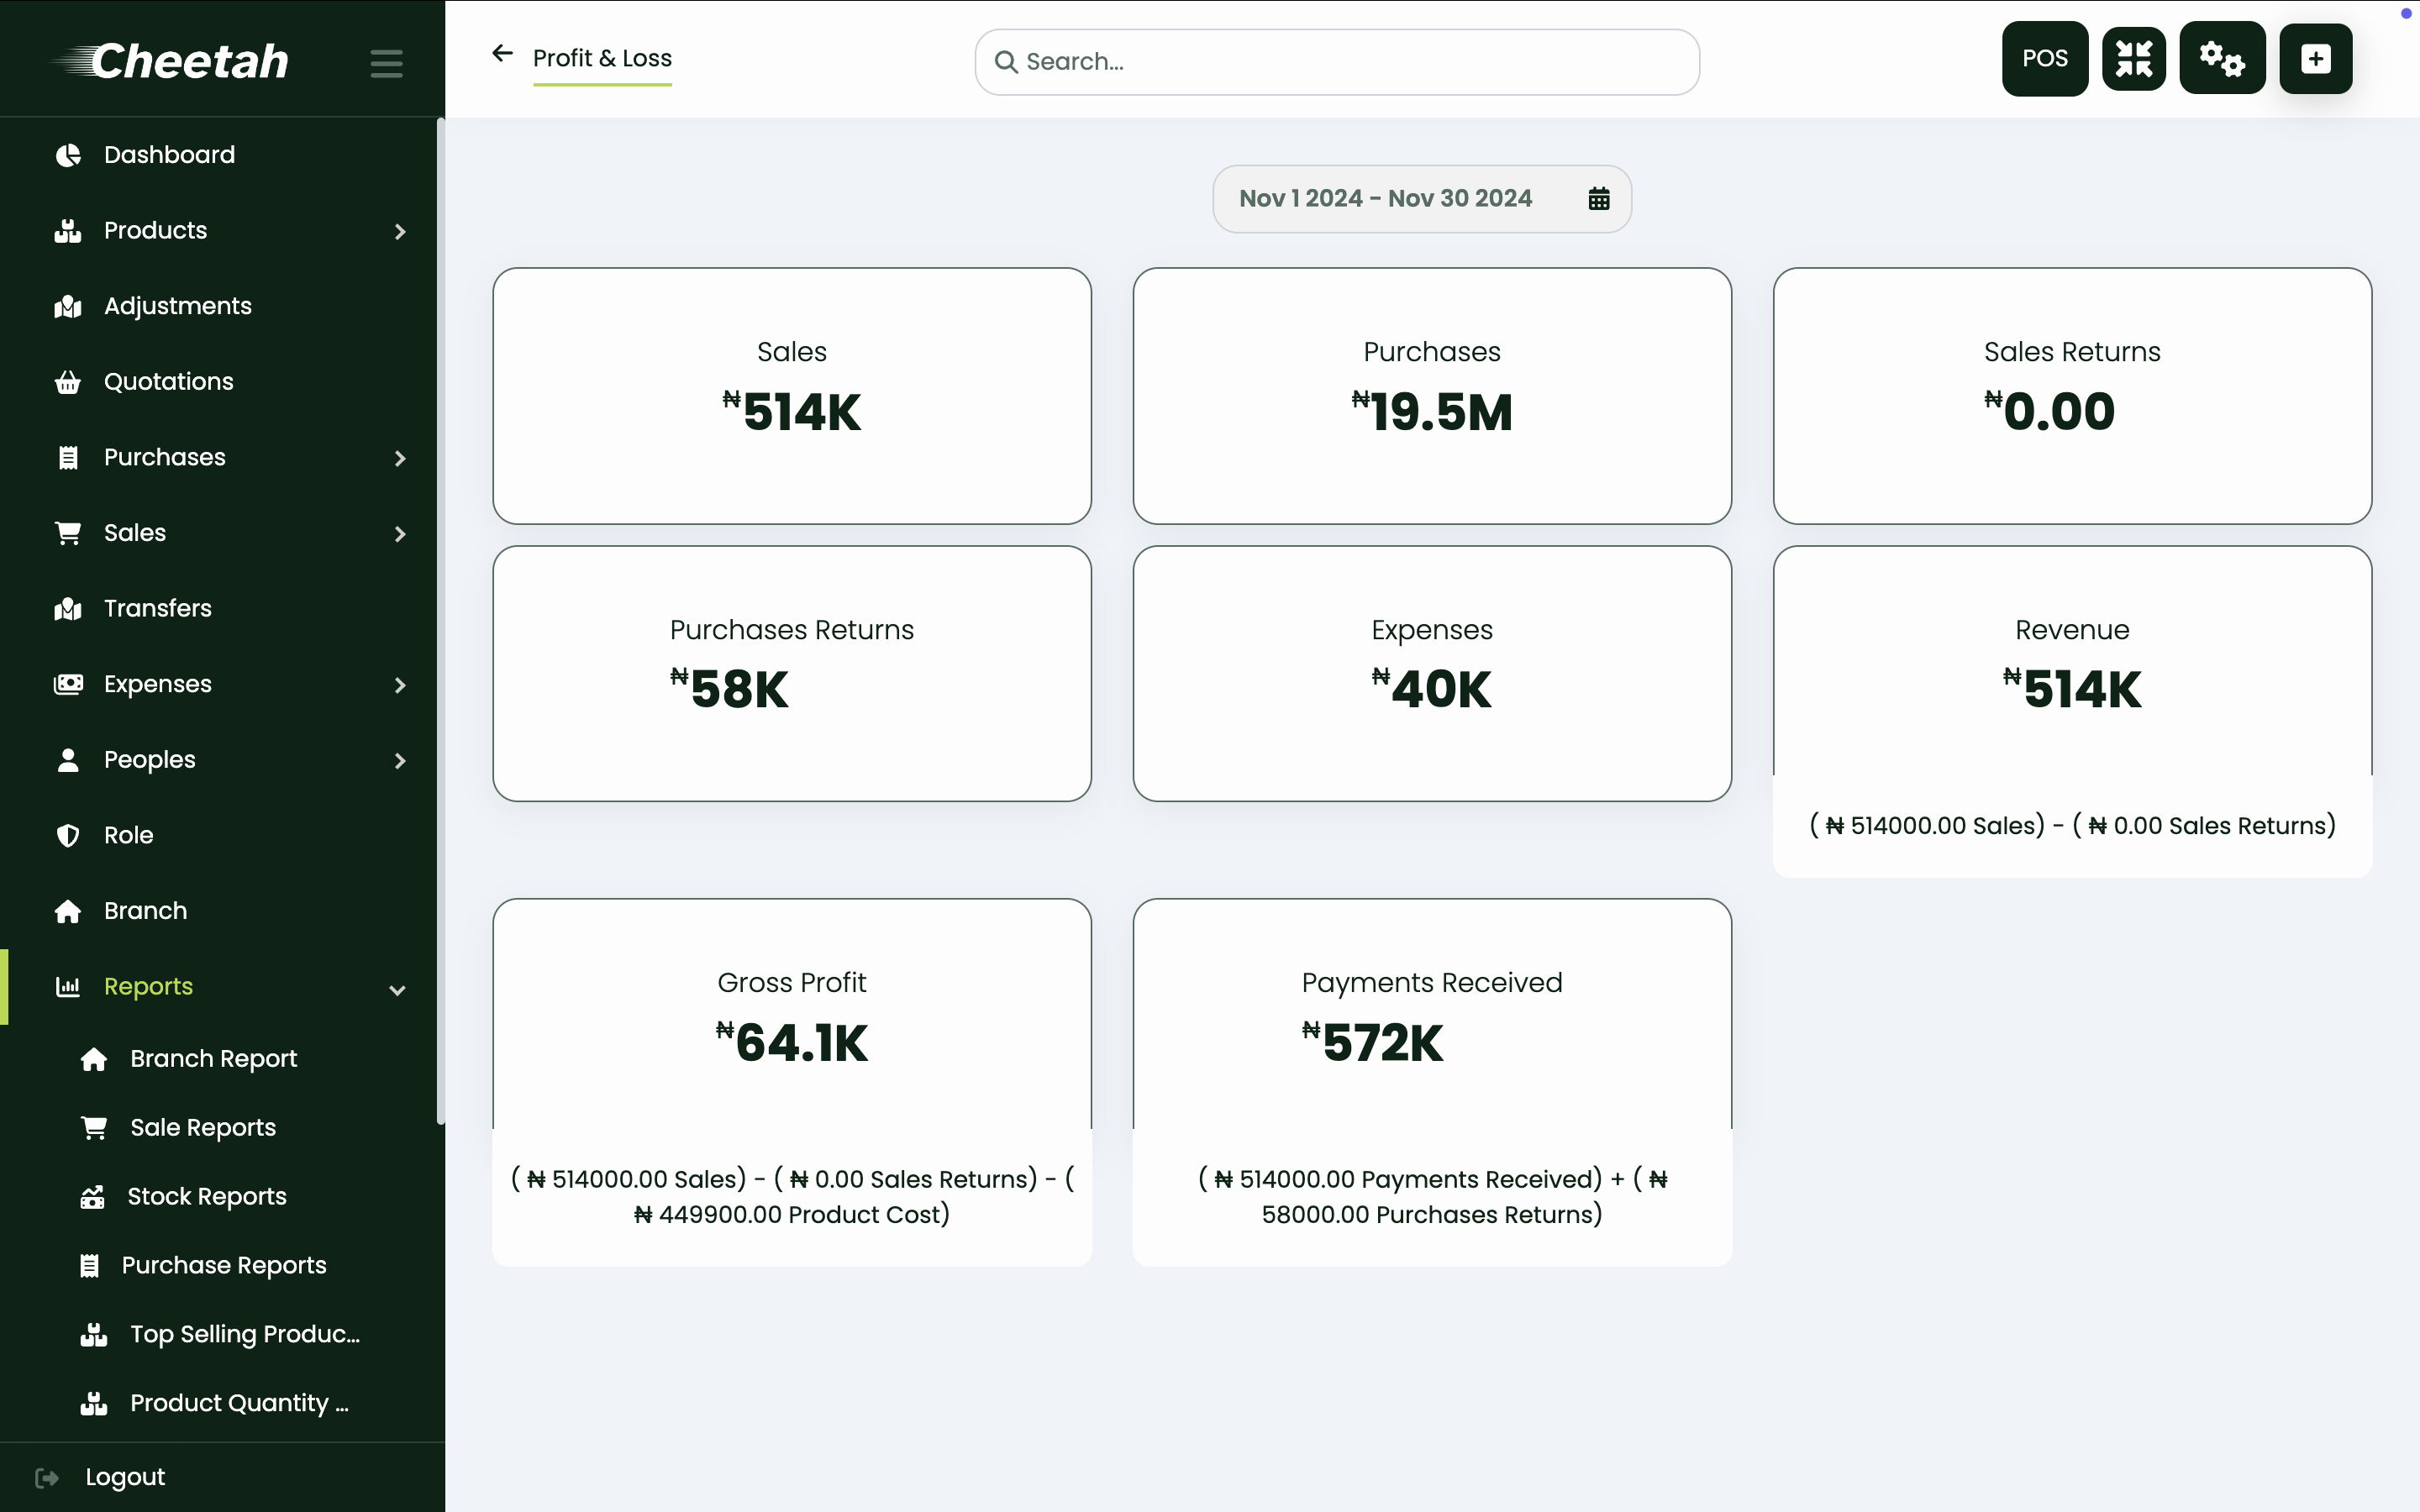 Cheetah
Dashboard
Products
Adjustments
Quotations
Purchases
Sales
Transfers
Expenses
Peoples
Role
Branch
Reports
Branch Report
Sale Reports
Stock Reports
Purchase Reports
Top Selling Produc...
Product Quantity ...
Logout
Profit & Loss
Search...
POS
Nov 1 2024 - Nov 30 2024
Sales
₦514K
Purchases
₦19.5M
Sales Returns
₦0.00
Purchases Returns
₦58K
Expenses
₦40K
Revenue
₦514K
( ₦ 514000.00 Sales) - ( ₦ 0.00 Sales Returns)
Gross Profit
₦64.1K
( ₦ 514000.00 Sales) - ( ₦ 0.00 Sales Returns) - (
₦ 449900.00 Product Cost)
Payments Received
₦572K
( ₦ 514000.00 Payments Received) + ( ₦
58000.00 Purchases Returns)